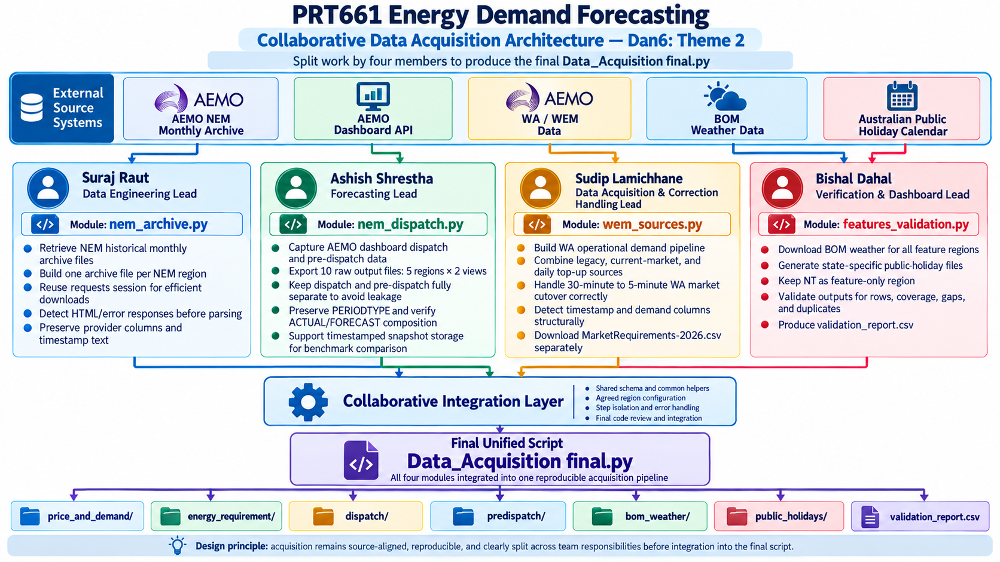 PRT661 Energy Demand Forecasting
Collaborative Data Acquisition Architecture — Dan6: Theme 2
Split work by four members to produce the final Data_Acquisition final.py
External
Source
Systems
AEMO
AEMO NEM
Monthly Archive
AEMO
Dashboard API
AEMO
WA / WEM
Data
BOM
Weather Data
Australian Public
Holiday Calendar
Suraj Raut
Data Engineering Lead
</> Module: nem_archive.py
Retrieve NEM historical monthly
archive files
Build one archive file per NEM region
Reuse requests session for efficient
downloads
Detect HTML/error responses before parsing
Preserve provider columns and
timestamp text
Ashish Shrestha
Forecasting Lead
</> Module: nem_dispatch.py
Capture AEMO dashboard dispatch
and pre-dispatch data
Export 10 raw output files: 5 regions × 2 views
Keep dispatch and pre-dispatch fully
separate to avoid leakage
Preserve PERIODTYPE and verify
ACTUAL/FORECAST composition
Support timestamped snapshot storage
for benchmark comparison
Sudip Lamichhane
Data Acquisition & Correction
Handling Lead
</> Module: wem_sources.py
Build WA operational demand pipeline
Combine legacy, current-market, and
daily top-up sources
Handle 30-minute to 5-minute WA market
cutover correctly
Detect timestamp and demand columns
structurally
Download MarketRequirements-2026.csv
separately
Bishal Dahal
Verification & Dashboard Lead
</> Module: features_validation.py
Download BOM weather for all feature regions
Generate state-specific public-holiday files
Keep NT as feature-only region
Validate outputs for rows, coverage, gaps,
and duplicates
Produce validation_report.csv
Collaborative Integration Layer
Shared schema and common helpers
Agreed region configuration
Step isolation and error handling
Final code review and integration
Final Unified Script
</> Data_Acquisition final.py
All four modules integrated into one reproducible acquisition pipeline
price_and_demand/
energy_requirement/
dispatch/
predispatch/
bom_weather/
public_holidays/
validation_report.csv
Design principle: acquisition remains source-aligned, reproducible, and clearly split across team responsibilities before integration into the final script.